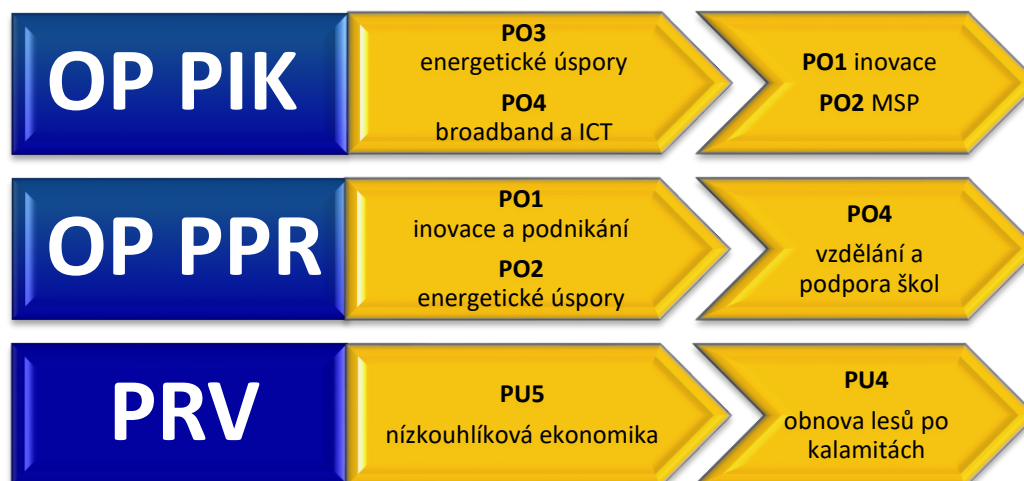 OP PIK
PO3
energetické úspory
PO4
broadband a ICT
PO1 inovace
PO2 MSP
OP PPR
PO1
inovace a podnikání
PO2
energetické úspory
PO4
vzdělání a
podpora škol
PRV
PU5
nízkouhlíková ekonomika
PU4
obnova lesů po
kalamitách